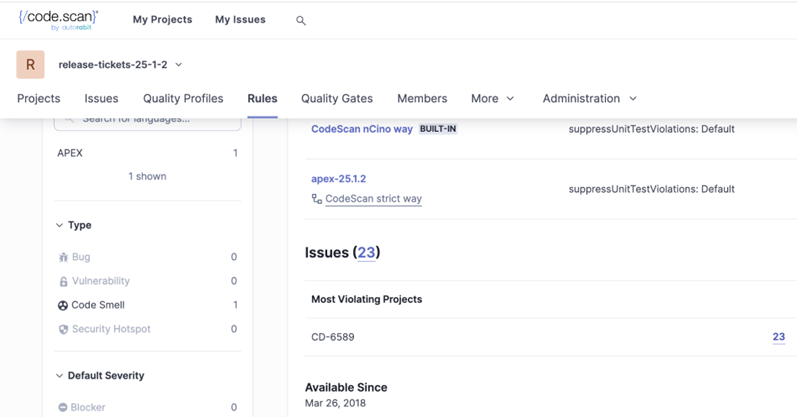 {/code.scan}
by autorabit
My Projects
My Issues
R
release-tickets-25-1-2
Projects
Issues
Quality Profiles
Rules
Quality Gates
Members
More
Administration
Search for languages...
APEX 1
1 shown
Type
Bug 0
Vulnerability 0
Code Smell 1
Security Hotspot 0
Default Severity
Blocker 0
CodeScan nCino way BUILT-IN suppressUnitTestViolations: Default
apex-25.1.2
CodeScan strict way
suppressUnitTestViolations: Default
Issues (23)
Most Violating Projects
CD-6589 23
Available Since
Mar 26, 2018